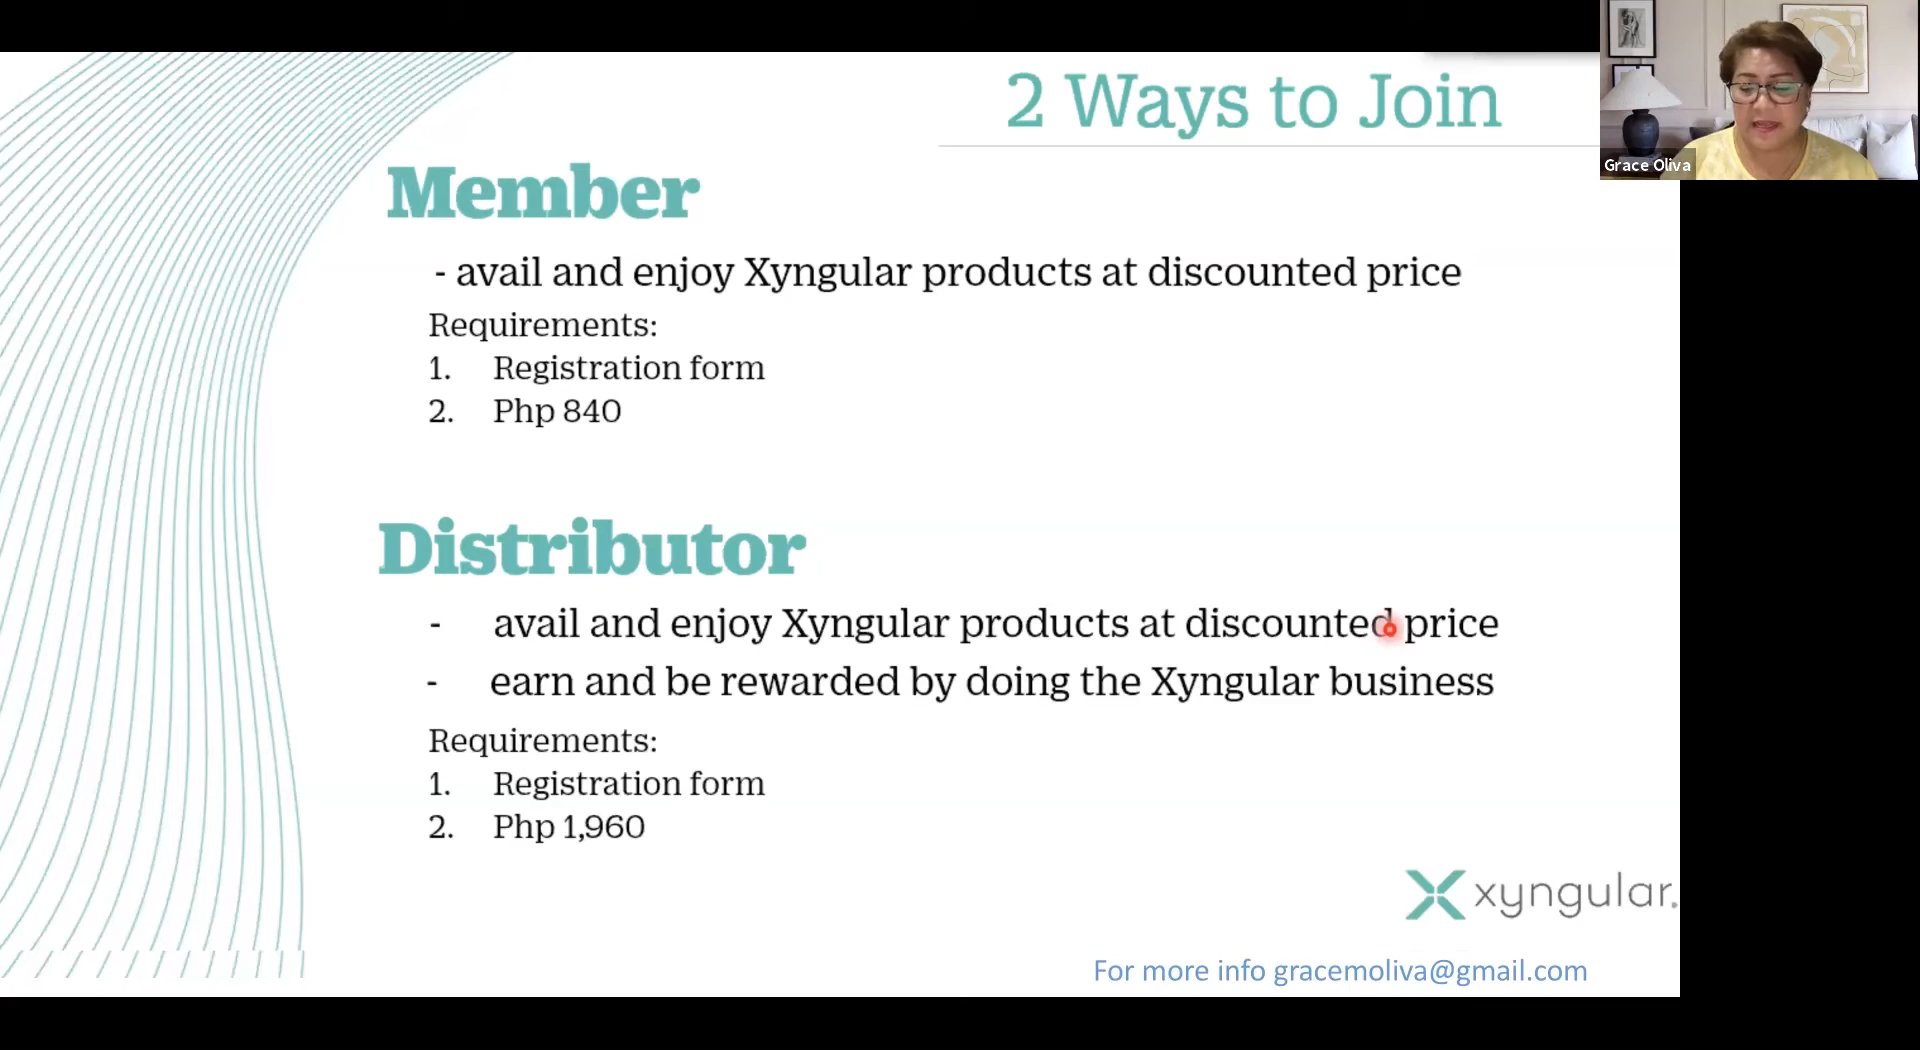 2 Ways to Join
Grace Oliva
Member
- avail and enjoy Xyngular products at discounted price
Requirements:
1. Registration form
2. Php 840
Distributor
- avail and enjoy Xyngular products at discounted price
- earn and be rewarded by doing the Xyngular business
Requirements:
1. Registration form
2. Php 1,960
xyngular.
For more info gracemoliva@gmail.com